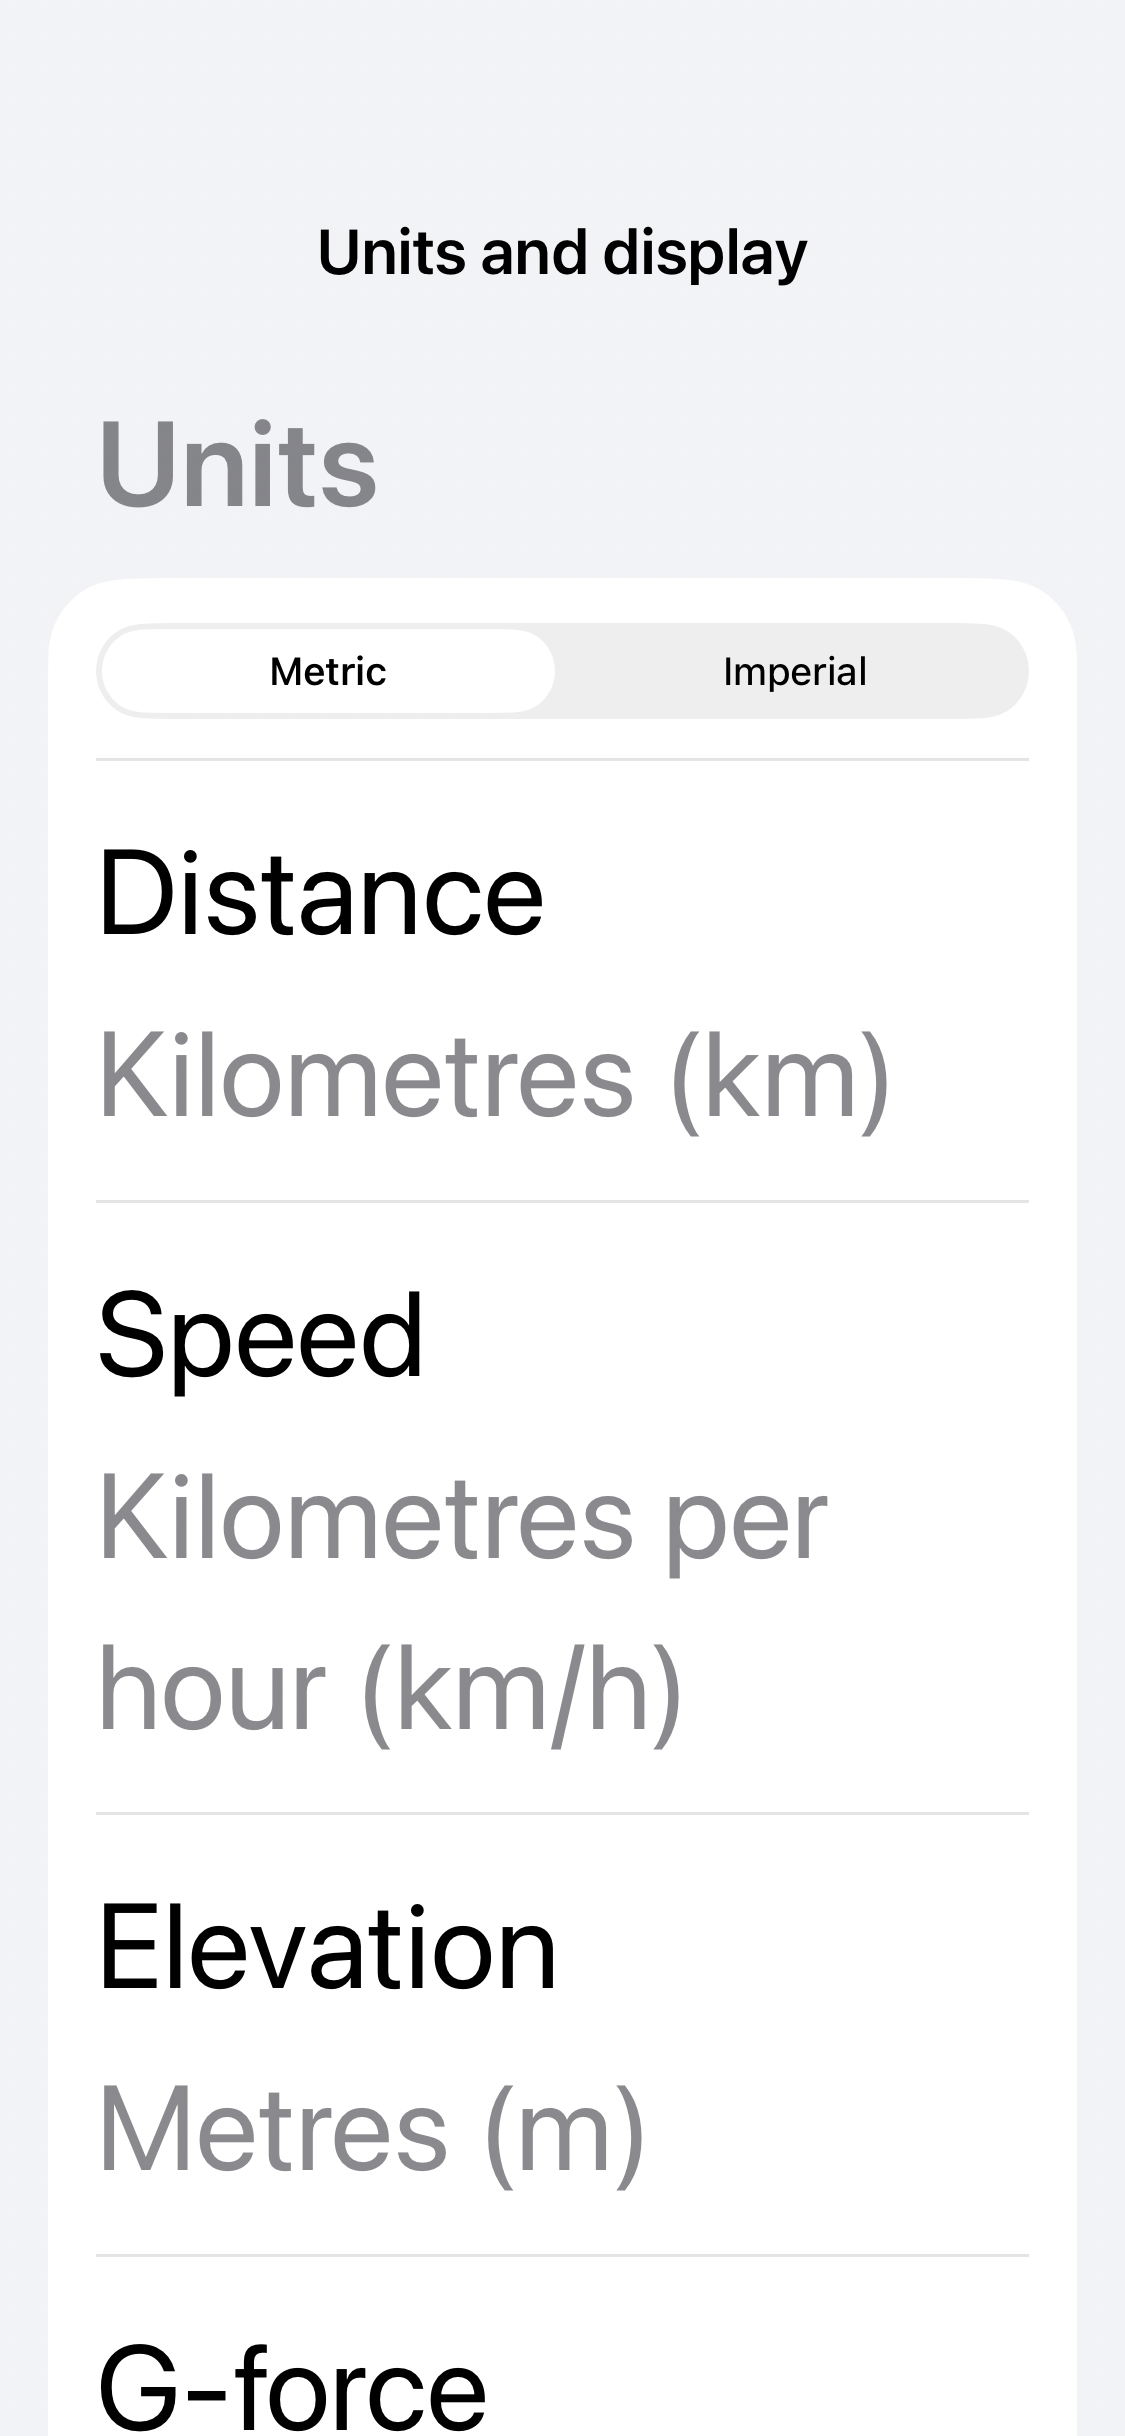 Units and display
Units
Metric
Imperial
Distance
Kilometres (km)
Speed
Kilometres per
hour (km/h)
Elevation
Metres (m)
G-force